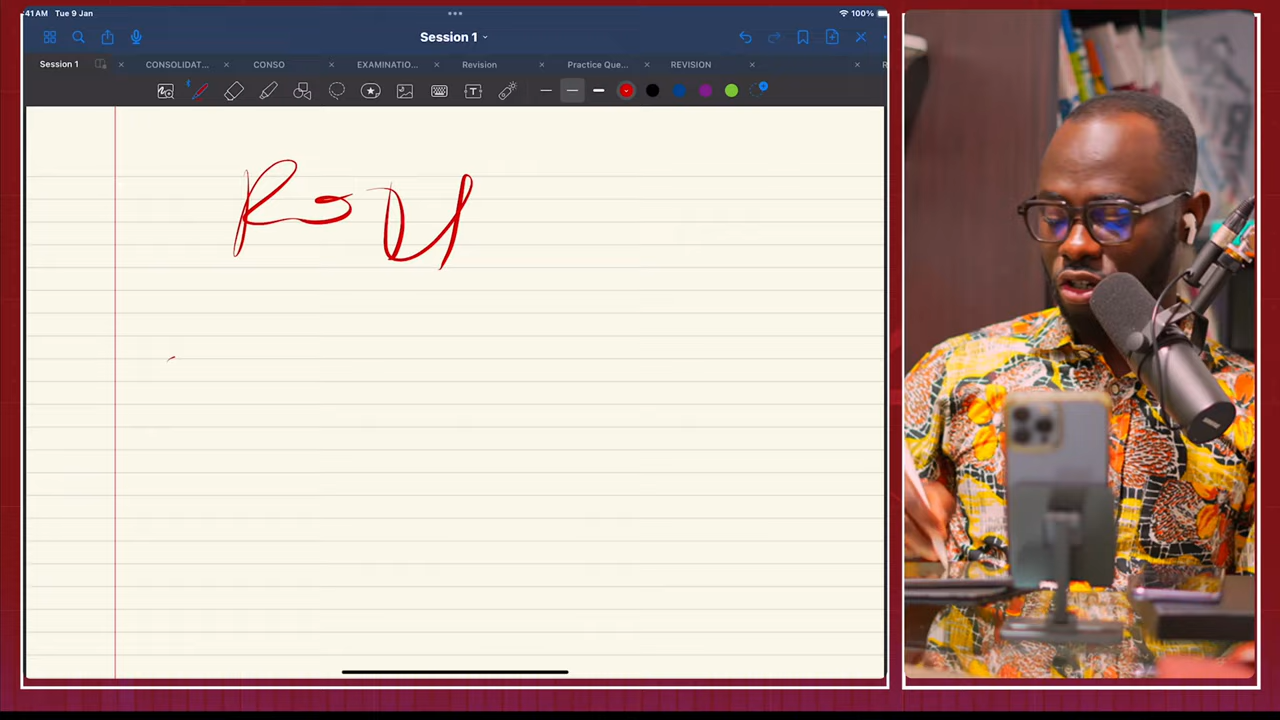 :41 AM Tue 9 Jan 100%
Session 1
Session 1 CONSOLIDAT... CONSO EXAMINATIO... Revision Practice Que... REVISION
T